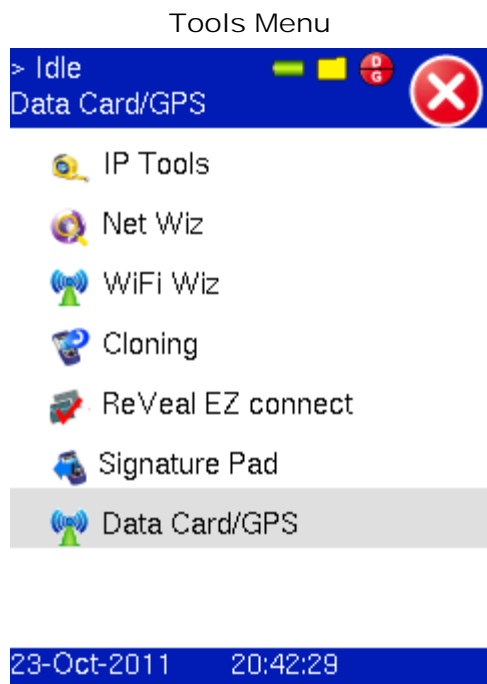 Tools Menu
> Idle
D
G
Data Card/GPS
IP Tools
Net Wiz
WiFi Wiz
Cloning
ReVeal EZ connect
Signature Pad
Data Card/GPS
23-Oct-2011 20:42:29